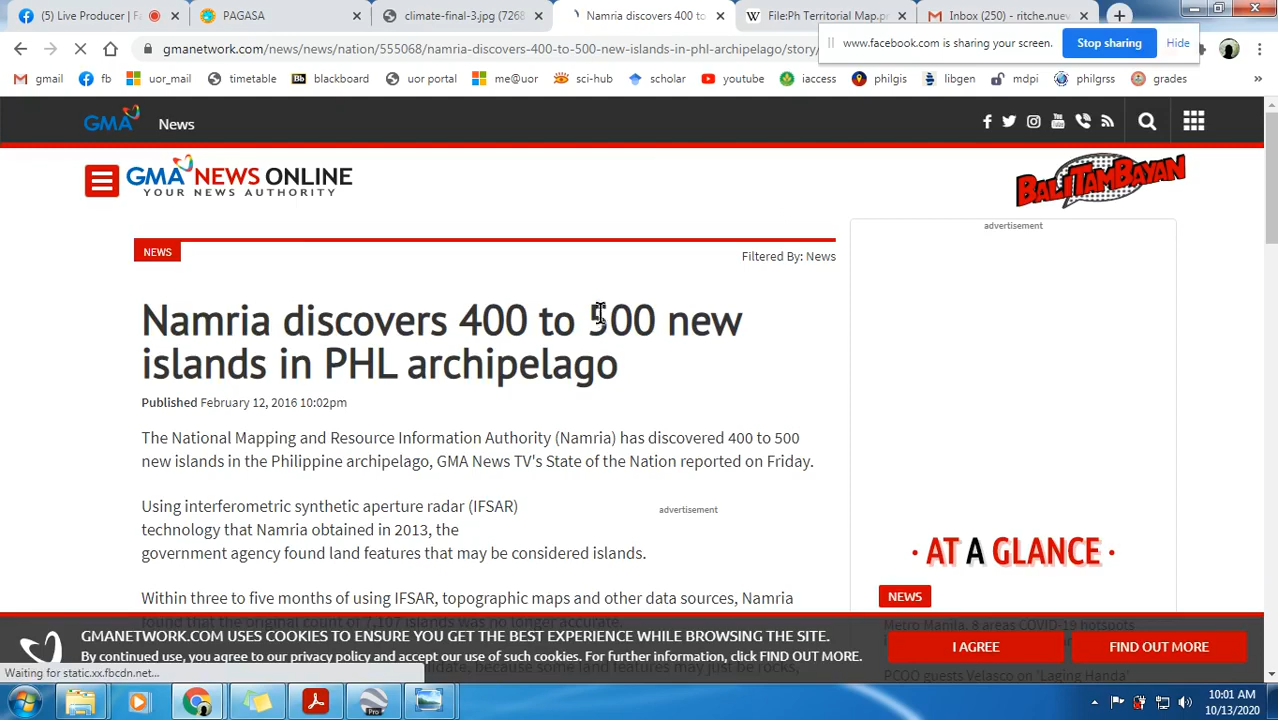 (5) Live Producer | Fa
PAGASA
climate-final-3.jpg (7268
Namria discovers 400 to
File:Ph Territorial Map.pn
Inbox (250) - ritche.nuev
gmanetwork.com/news/news/nation/555068/namria-discovers-400-to-500-new-islands-in-phl-archipelago/story/
www.facebook.com is sharing your screen.
Stop sharing
Hide
gmail
fb
uor_mail
timetable
blackboard
uor portal
me@uor
sci-hub
scholar
youtube
iaccess
philgis
libgen
mdpi
philgrss
grades
GMA News
GMA NEWS ONLINE
YOUR NEWS AUTHORITY
BALITAMBAYAN
advertisement
NEWS
Filtered By: News
Namria discovers 400 to 500 new
islands in PHL archipelago
Published February 12, 2016 10:02pm
The National Mapping and Resource Information Authority (Namria) has discovered 400 to 500
new islands in the Philippine archipelago, GMA News TV's State of the Nation reported on Friday.
Using interferometric synthetic aperture radar (IFSAR)
technology that Namria obtained in 2013, the
government agency found land features that may be considered islands.
advertisement
Within three to five months of using IFSAR, topographic maps and other data sources, Namria
found that the original count of 7,107 islands was no longer accurate.
date, because some land features may just be rocks,
AT A GLANCE
NEWS
Metro Manila, 8 areas COVID-19 hotspots
PCOO guests Velasco on "Laging Handa"
GMANETWORK.COM USES COOKIES TO ENSURE YOU GET THE BEST EXPERIENCE WHILE BROWSING THE SITE.
By continued use, you agree to our privacy policy and accept our use of such cookies. For further information, click FIND OUT MORE.
I AGREE
FIND OUT MORE
Waiting for static.xx.fbcdn.net...
Pro
10:01 AM
10/13/2020